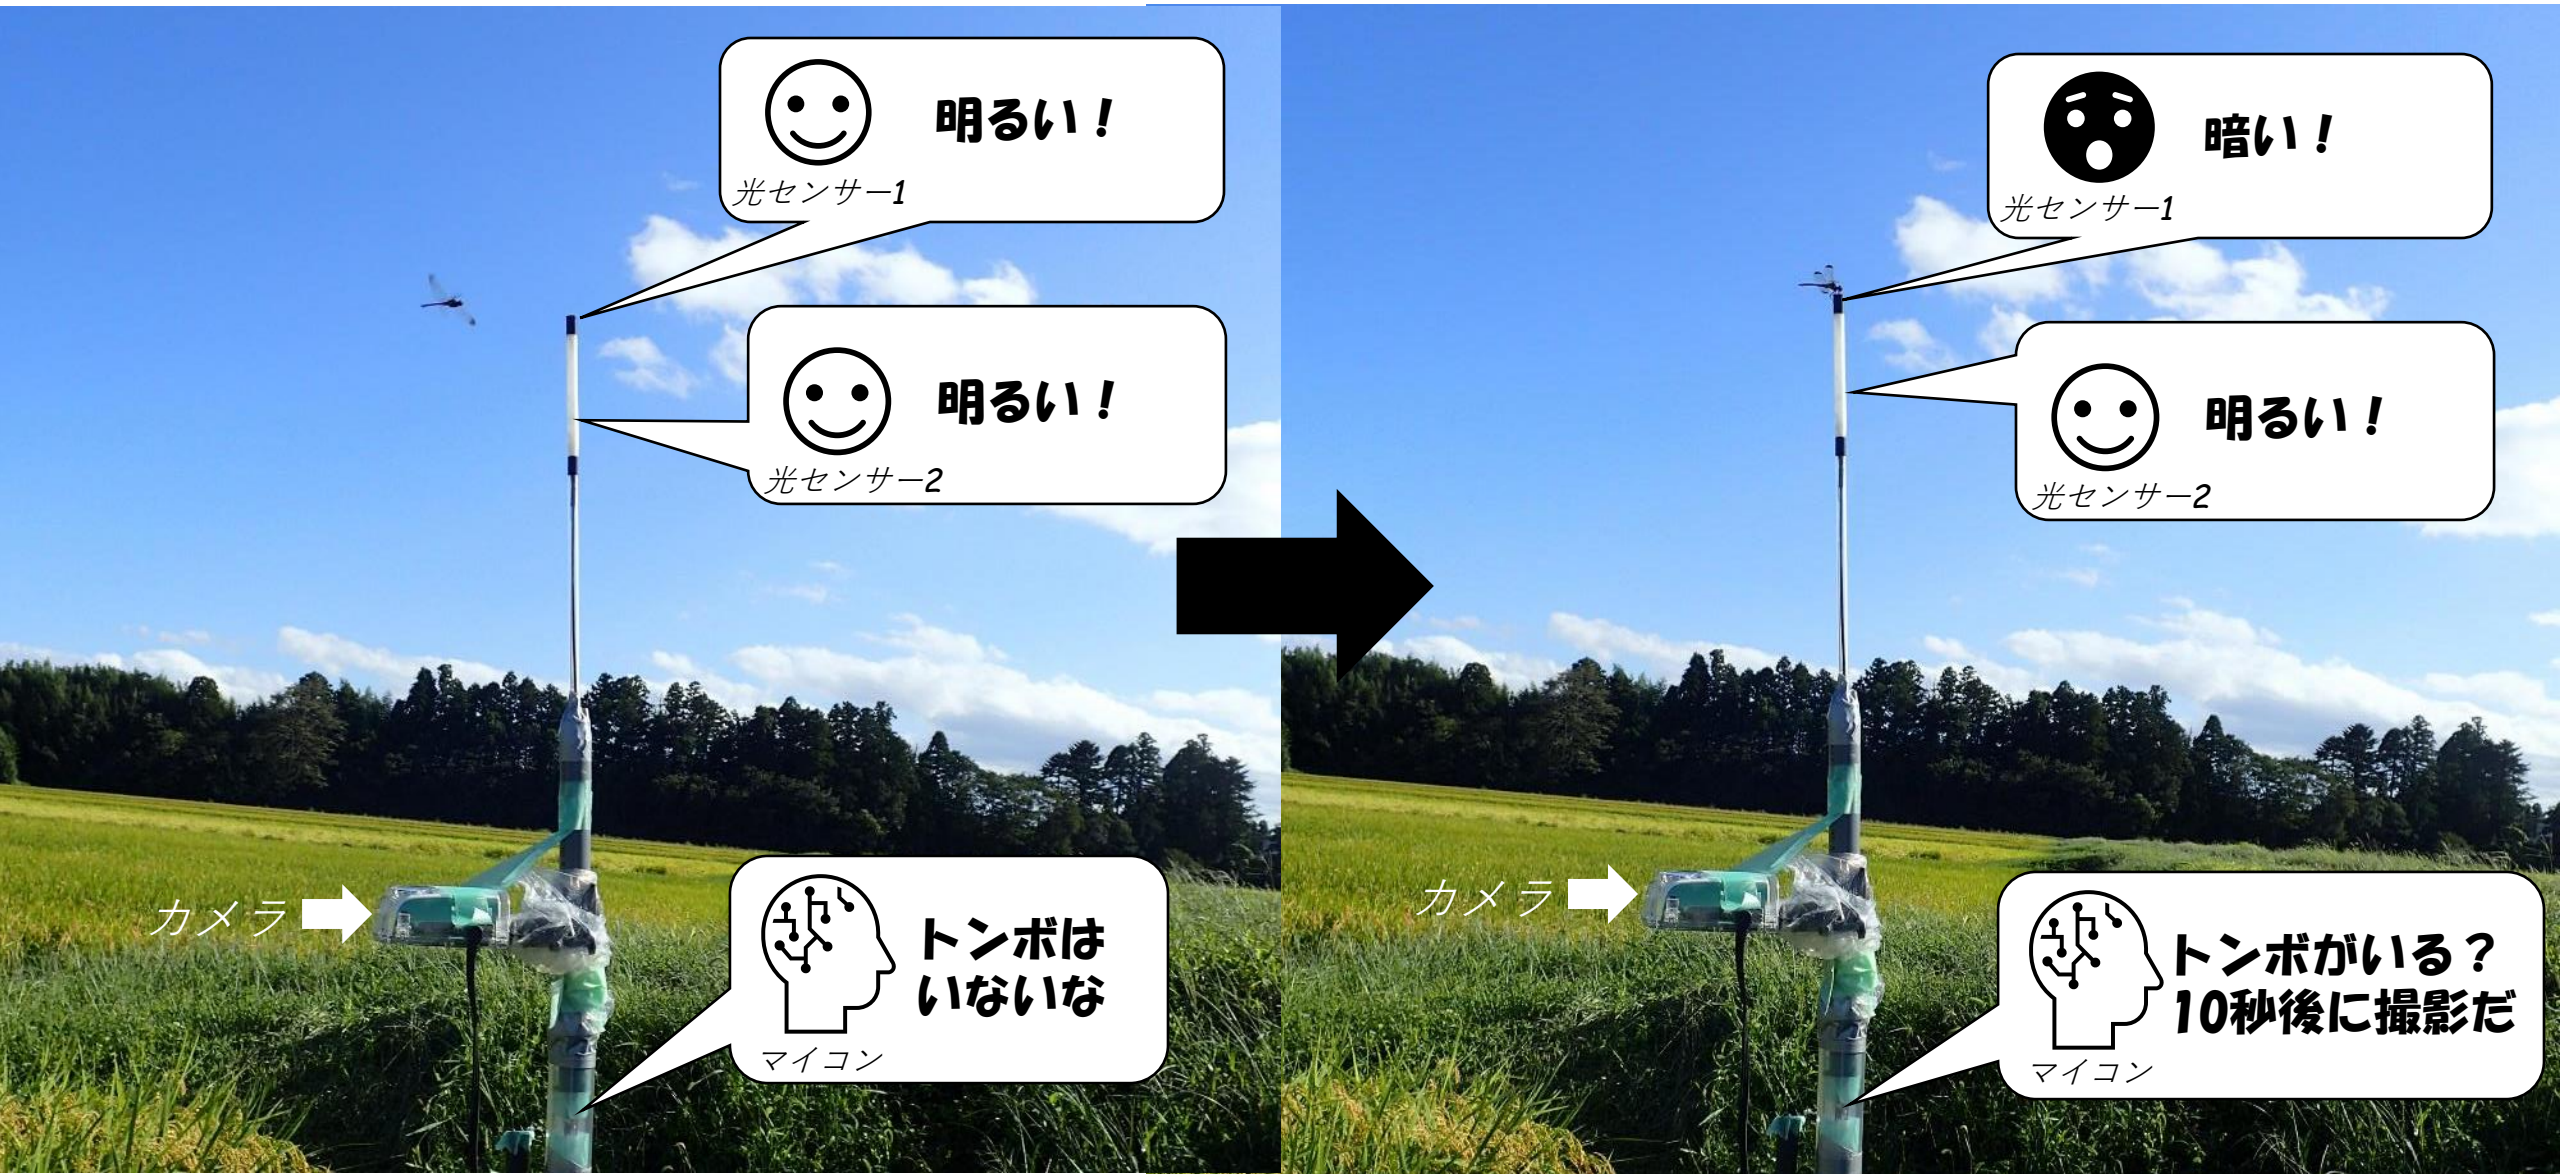 明るい！
光センサー1
明るい！
光センサー2
カメラ
トンボは
いないな
マイコン
暗い！
光センサー1
明るい！
光センサー2
カメラ
トンボがいる？
10秒後に撮影だ
マイコン